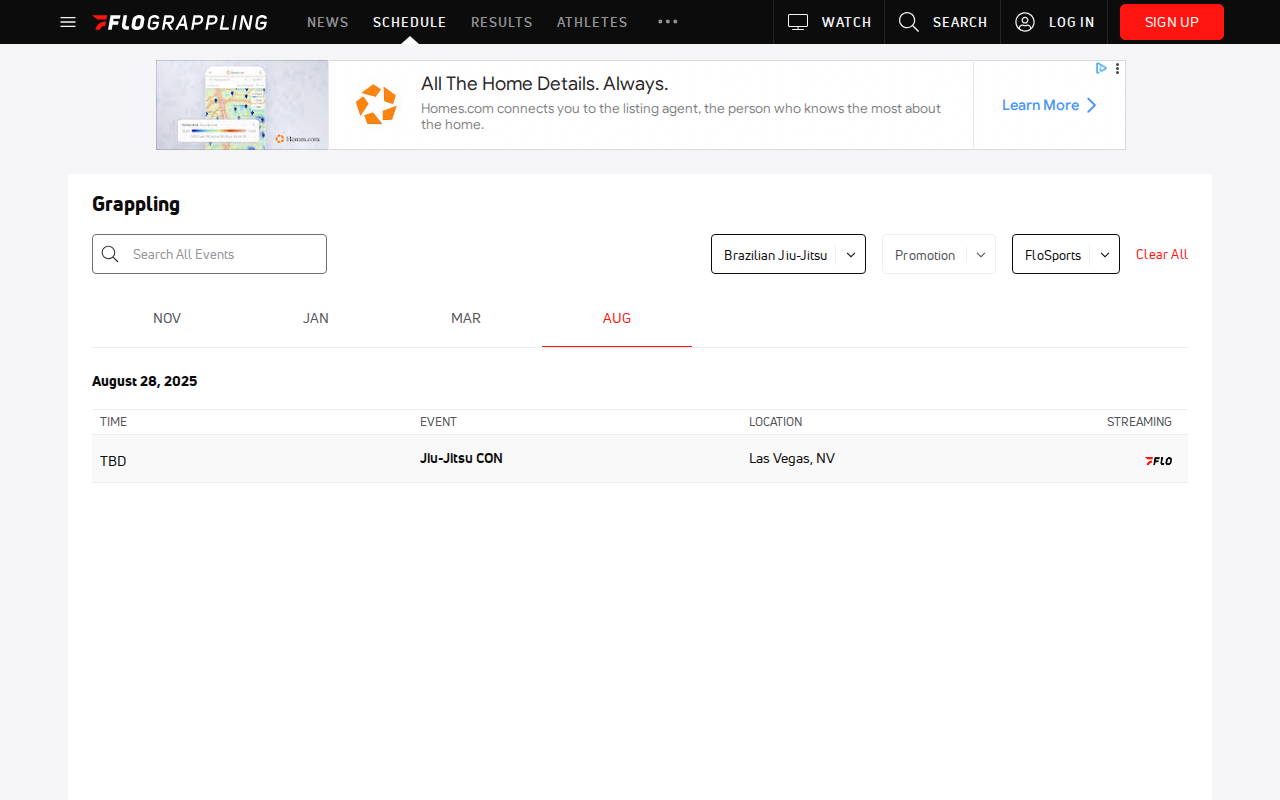 FLOGRAPPLING NEWS SCHEDULE RESULTS ATHLETES WATCH SEARCH LOG IN SIGN UP
All The Home Details. Always.
Homes.com connects you to the listing agent, the person who knows the most about
the home.
Learn More
Homes.com
Grappling
Search All Events Brazilian Jiu-Jitsu Promotion FloSports Clear All
NOV JAN MAR AUG
August 28, 2025
TIME EVENT LOCATION STREAMING
TBD Jiu-Jitsu CON Las Vegas, NV FLO